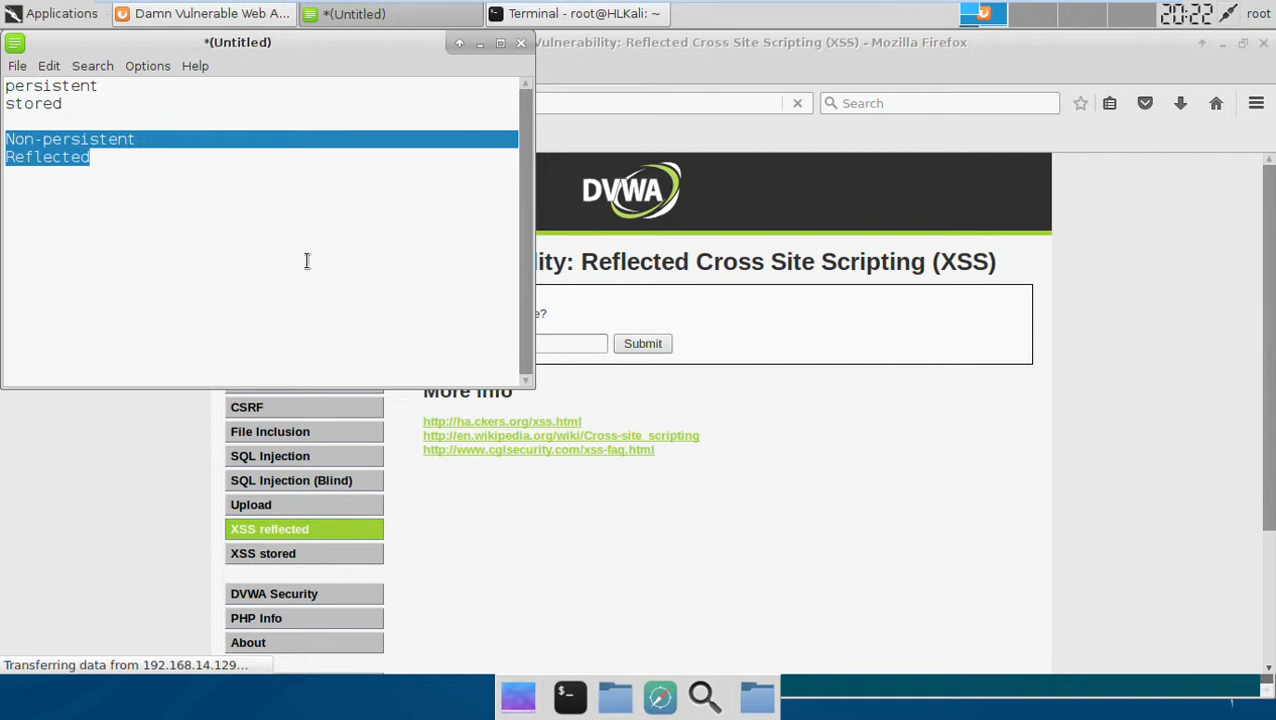 Applications
Damn Vulnerable Web A...
*(Untitled)
Terminal - root@HLKali: ~
20:22
root
*(Untitled)
Vulnerability: Reflected Cross Site Scripting (XSS) - Mozilla Firefox
File Edit Search Options Help
persistent
stored
Non-persistent
Reflected
Search
DVWA
ity: Reflected Cross Site Scripting (XSS)
e?
Submit
More Info
http://ha.ckers.org/xss.html
http://en.wikipedia.org/wiki/Cross-site_scripting
http://www.cgisecurity.com/xss-faq.html
CSRF
File Inclusion
SQL Injection
SQL Injection (Blind)
Upload
XSS reflected
XSS stored
DVWA Security
PHP Info
About
Transferring data from 192.168.14.129...
$_